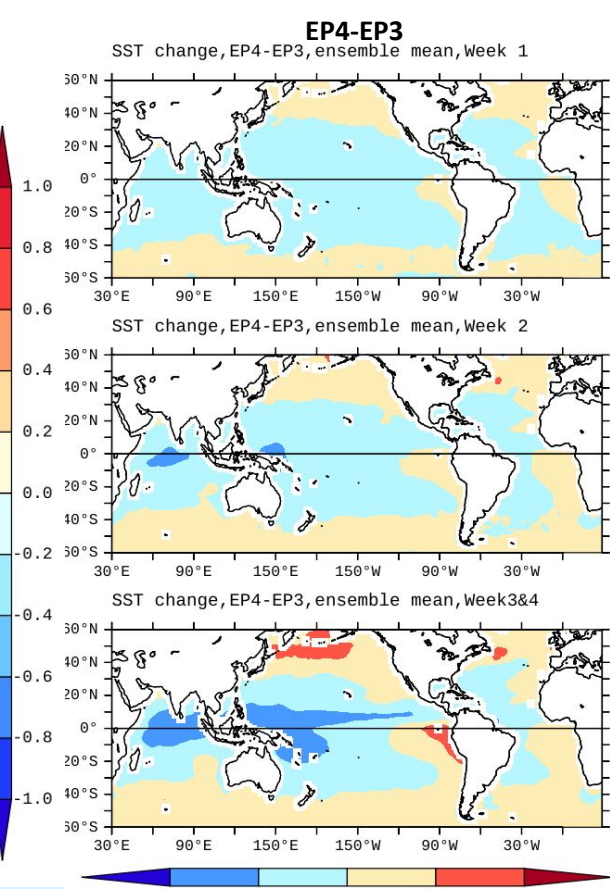 EP4-EP3
SST change,EP4-EP3,ensemble mean,Week 1
60°N
40°N
20°N
0°
20°S
40°S
60°S
30°E 90°E 150°E 150°W 90°W 30°W
SST change,EP4-EP3,ensemble mean,Week 2
60°N
40°N
20°N
0°
20°S
40°S
60°S
30°E 90°E 150°E 150°W 90°W 30°W
SST change,EP4-EP3,ensemble mean,Week3&4
60°N
40°N
20°N
0°
20°S
40°S
60°S
30°E 90°E 150°E 150°W 90°W 30°W
1.0
0.8
0.6
0.4
0.2
0.0
-0.2
-0.4
-0.6
-0.8
-1.0